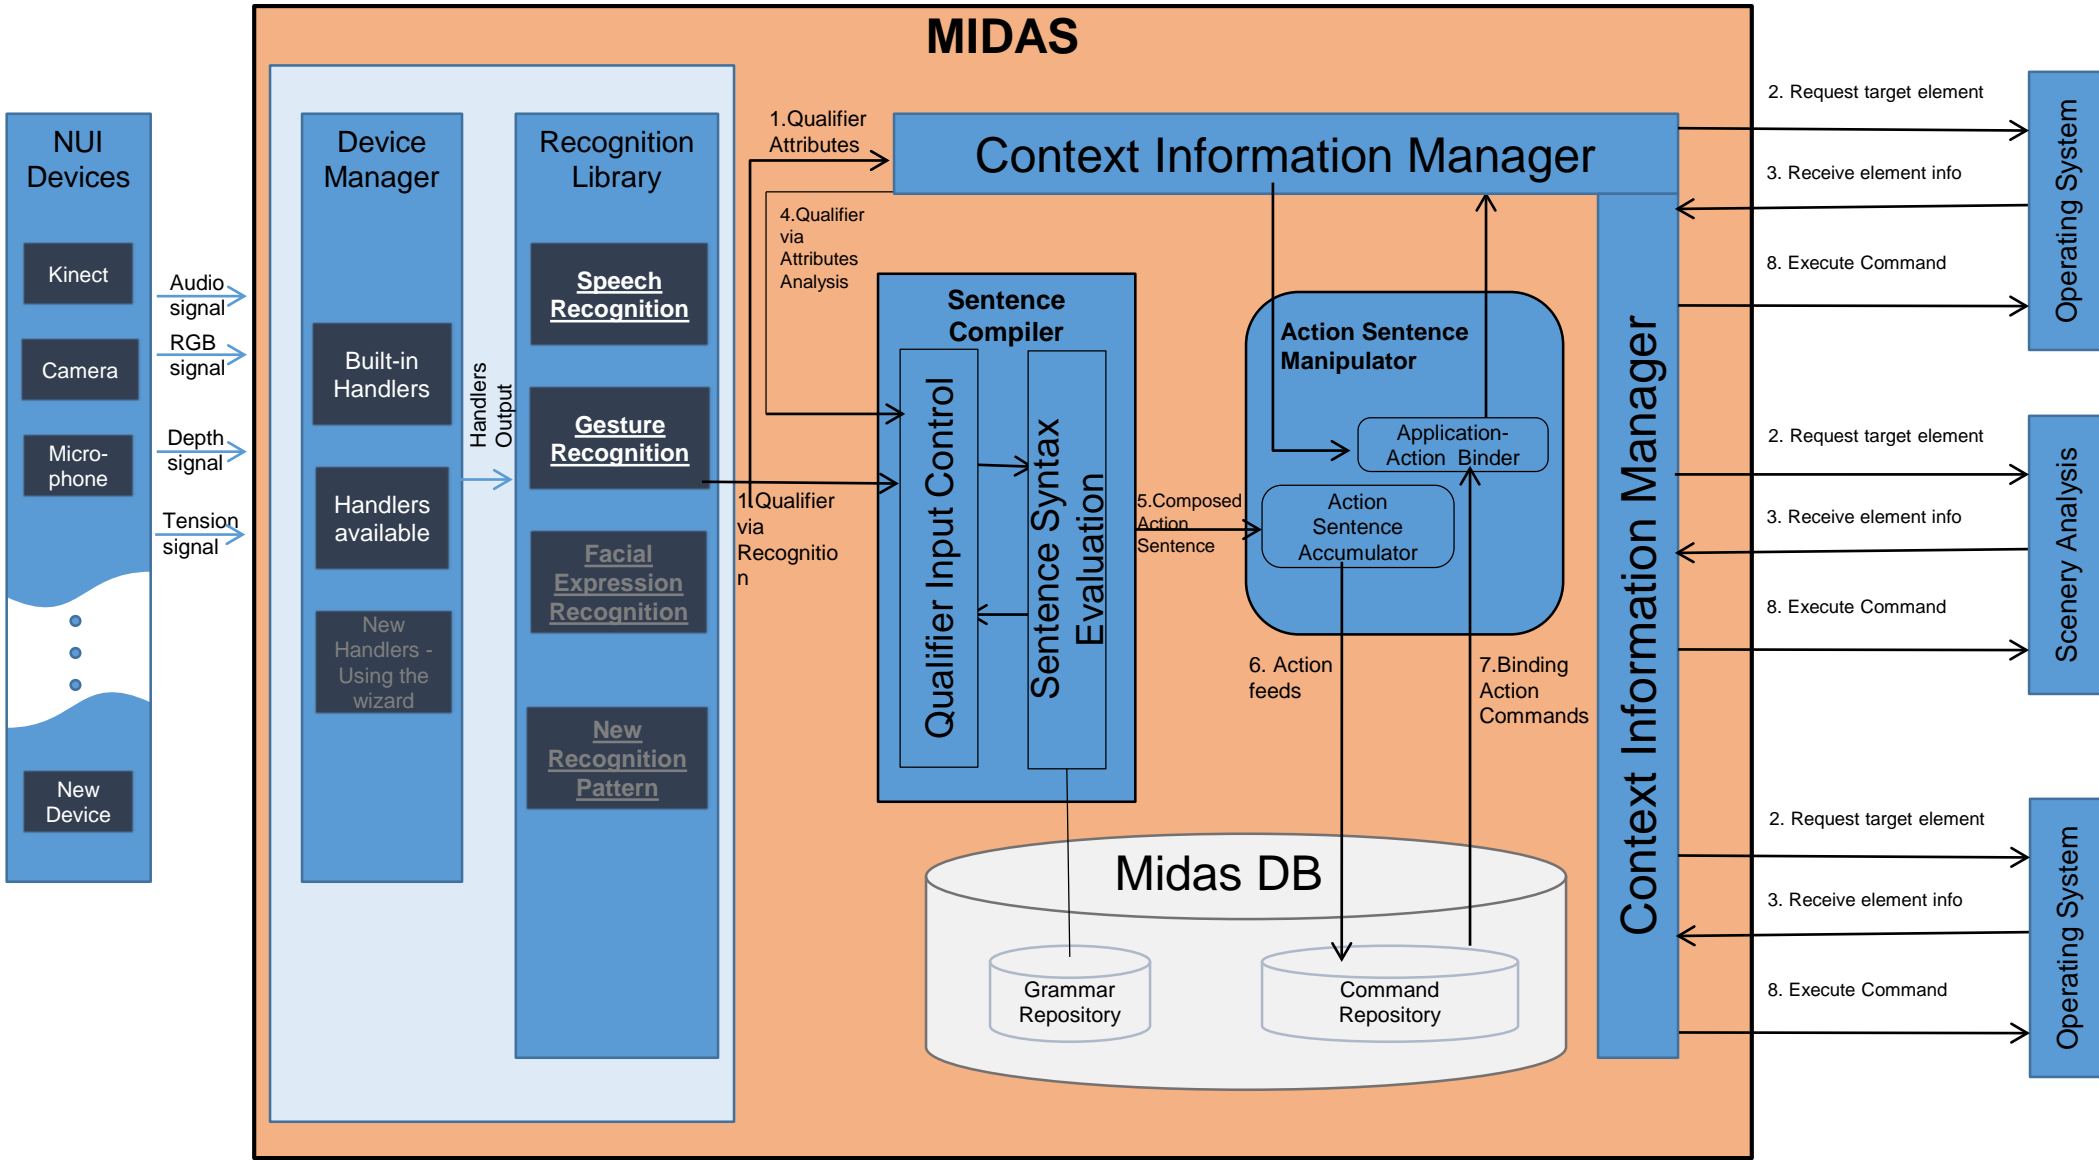 MIDAS
NUI
Devices
Kinect
Camera
Micro-
phone
New
Device
Audio
signal
RGB
signal
Depth
signal
Tension
signal
Device
Manager
Built-in
Handlers
Handlers
available
New
Handlers -
Using the
wizard
Handlers
Output
Recognition
Library
Speech
Recognition
Gesture
Recognition
Facial
Expression
Recognition
New
Recognition
Pattern
1.Qualifier
Attributes
1.Qualifier
via
Recognitio
n
4.Qualifier
via
Attributes
Analysis
Context Information Manager
Sentence
Compiler
Qualifier Input Control
Sentence Syntax
Evaluation
5.Composed
Action
Sentence
Action Sentence
Manipulator
Application-
Action Binder
Action
Sentence
Accumulator
6. Action
feeds
7.Binding
Action
Commands
Midas DB
Grammar
Repository
Command
Repository
Context Information Manager
2. Request target element
3. Receive element info
8. Execute Command
Operating System
2. Request target element
3. Receive element info
8. Execute Command
Scenery Analysis
2. Request target element
3. Receive element info
8. Execute Command
Operating System